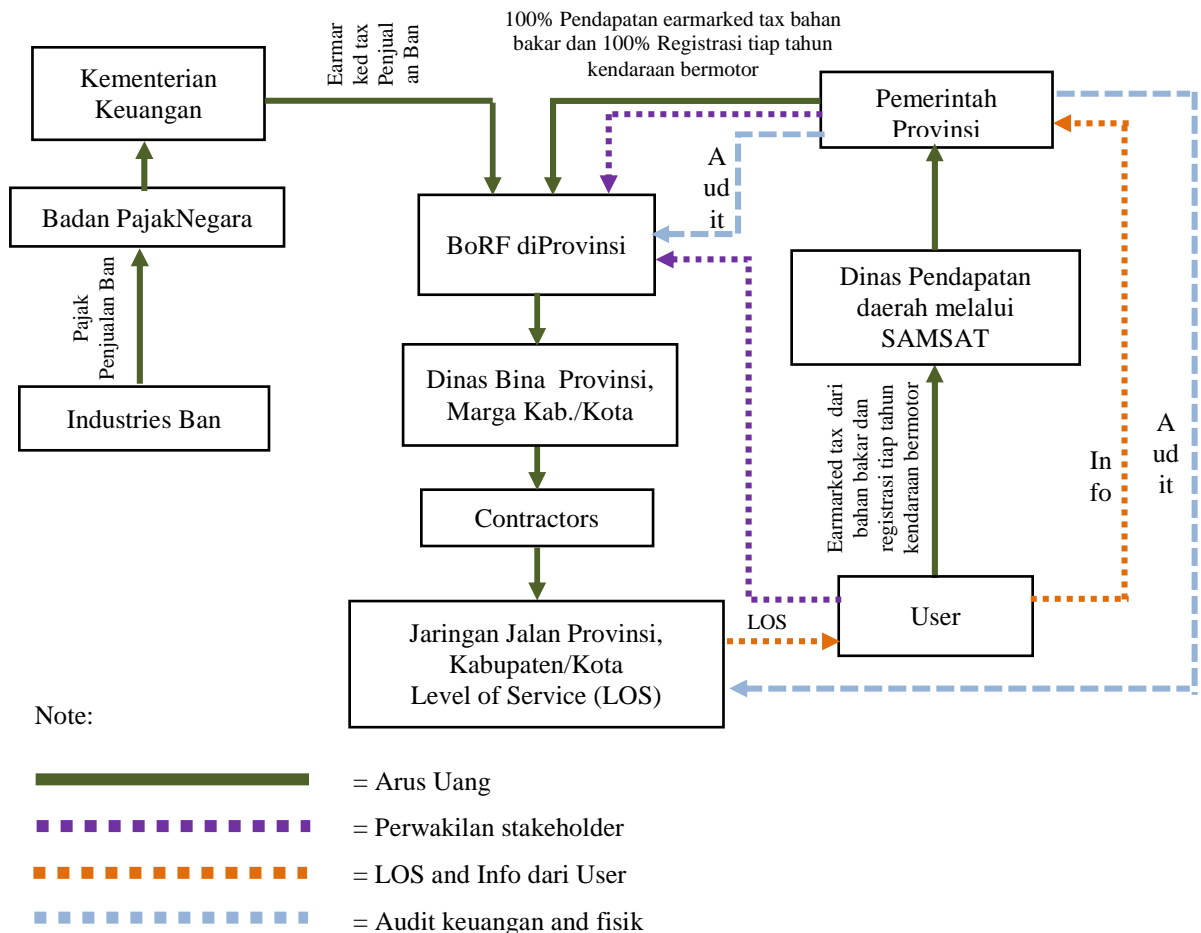 100% Pendapatan earmarked tax bahan
bakar dan 100% Registrasi tiap tahun
kendaraan bermotor
Earmar
ked tax
Penjual
an Ban
Kementerian
Keuangan
Pemerintah
Provinsi
A
ud
it
Badan PajakNegara
BoRF diProvinsi
Dinas Pendapatan
daerah melalui
SAMSAT
Pajak
Penjualan Ban
Dinas Bina  Provinsi,
Marga Kab./Kota
Industries Ban
Earmarked tax  dari
bahan bakar dan
registrasi tiap tahun
kendaraan bermotor
In
fo
A
ud
it
Contractors
Jaringan Jalan Provinsi,
Kabupaten/Kota
Level of Service (LOS)
LOS
User
Note:
= Arus Uang
= Perwakilan stakeholder
= LOS and Info dari User
= Audit keuangan and fisik